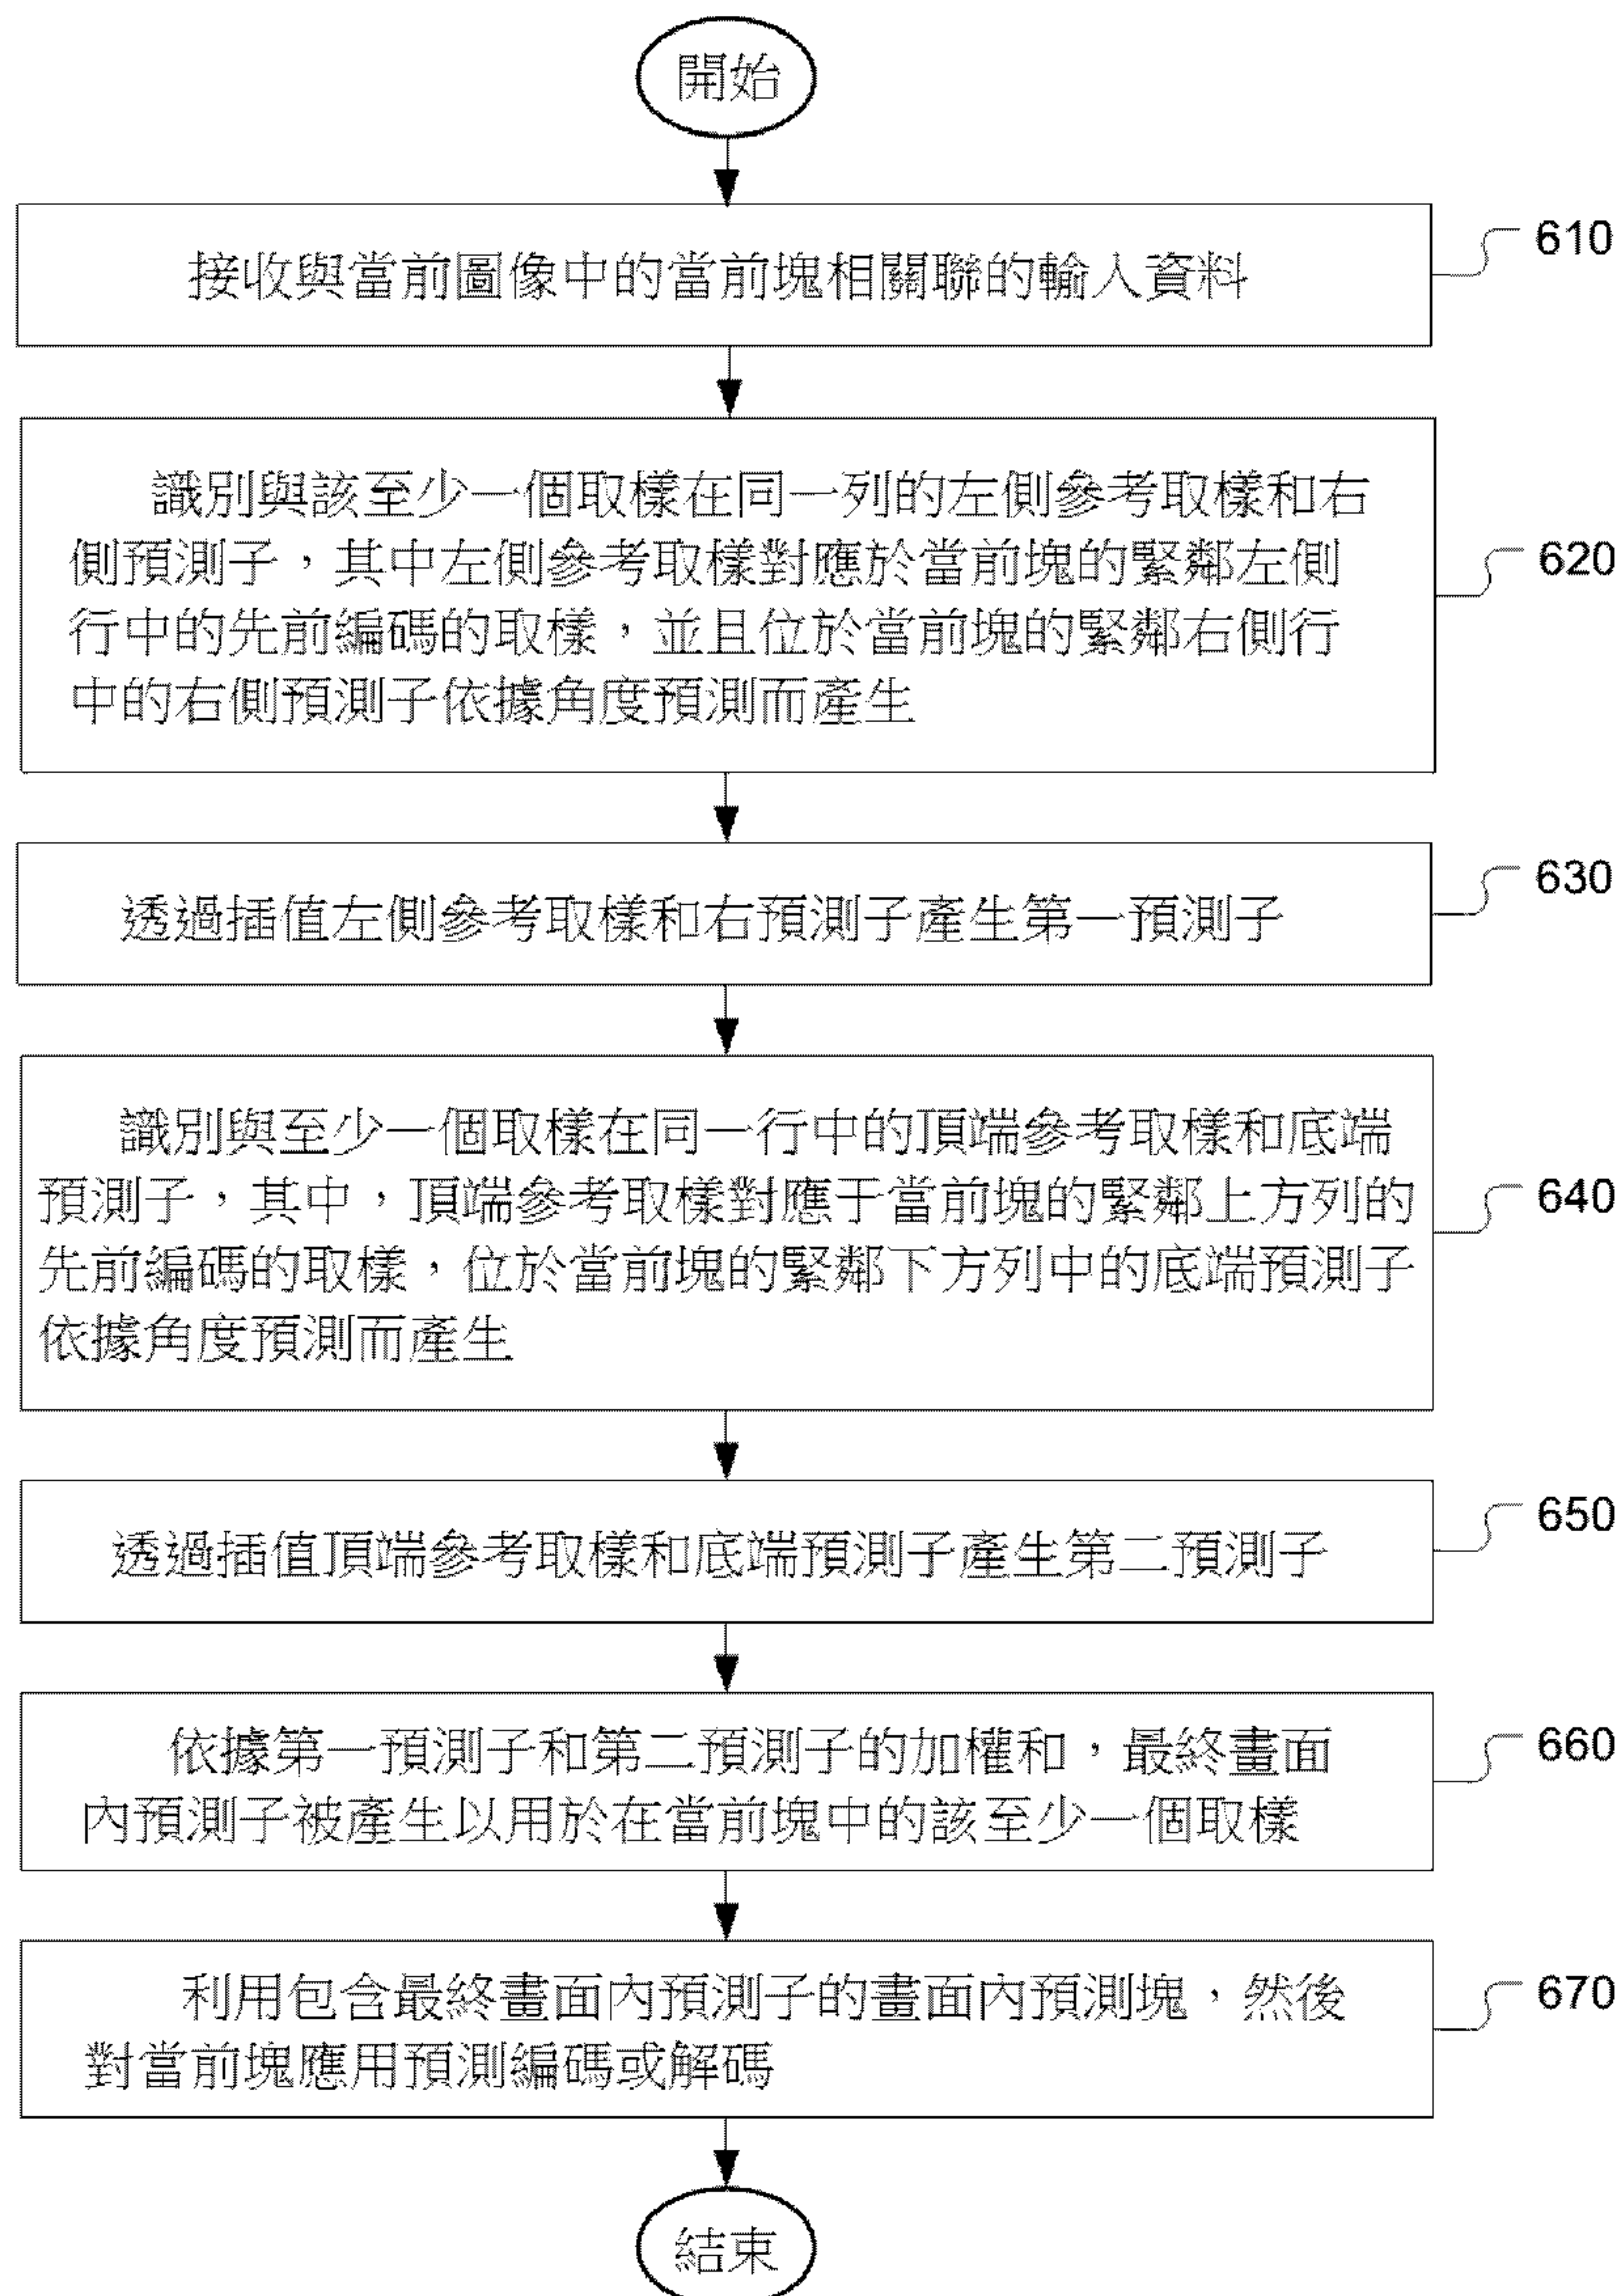 開始
接收與當前圖像中的當前塊相關聯的輸入資料
610
識別與該至少一個取樣在同一列的左側參考取樣和右
側預測子，其中左側參考取樣對應於當前塊的緊鄰左側
行中的先前編碼的取樣，並且位於當前塊的緊鄰右側行
中的右側預測子依據角度預測而產生
620
透過插值左側參考取樣和右預測子產生第一預測子
630
識別與至少一個取樣在同一行中的頂端參考取樣和底端
預測子，其中，頂端參考取樣對應于當前塊的緊鄰上方列的
先前編碼的取樣，位於當前塊的緊鄰下方列中的底端預測子
依據角度預測而產生
640
透過插值頂端參考取樣和底端預測子產生第二預測子
650
依據第一預測子和第二預測子的加權和，最終畫面
內預測子被產生以用於在當前塊中的該至少一個取樣
660
利用包含最終畫面內預測子的畫面內預測塊，然後
對當前塊應用預測編碼或解碼
670
結束